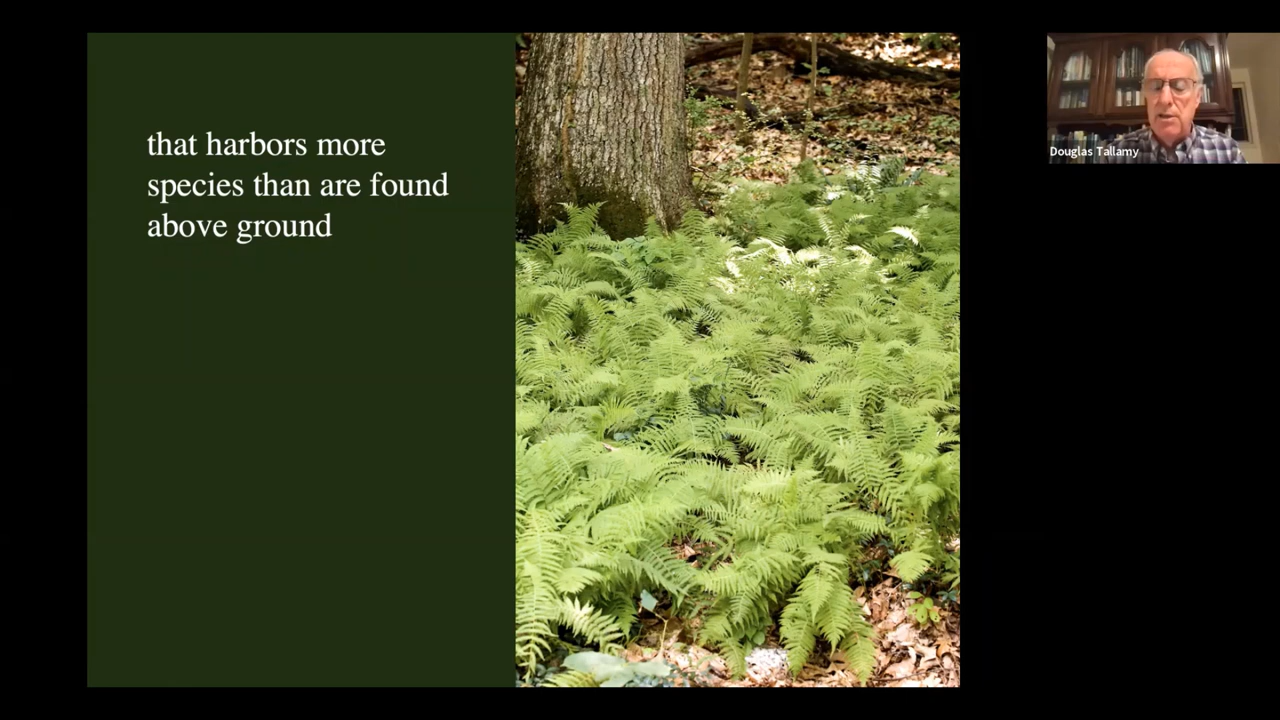 that harbors more
species than are found
above ground
Douglas Tallamy